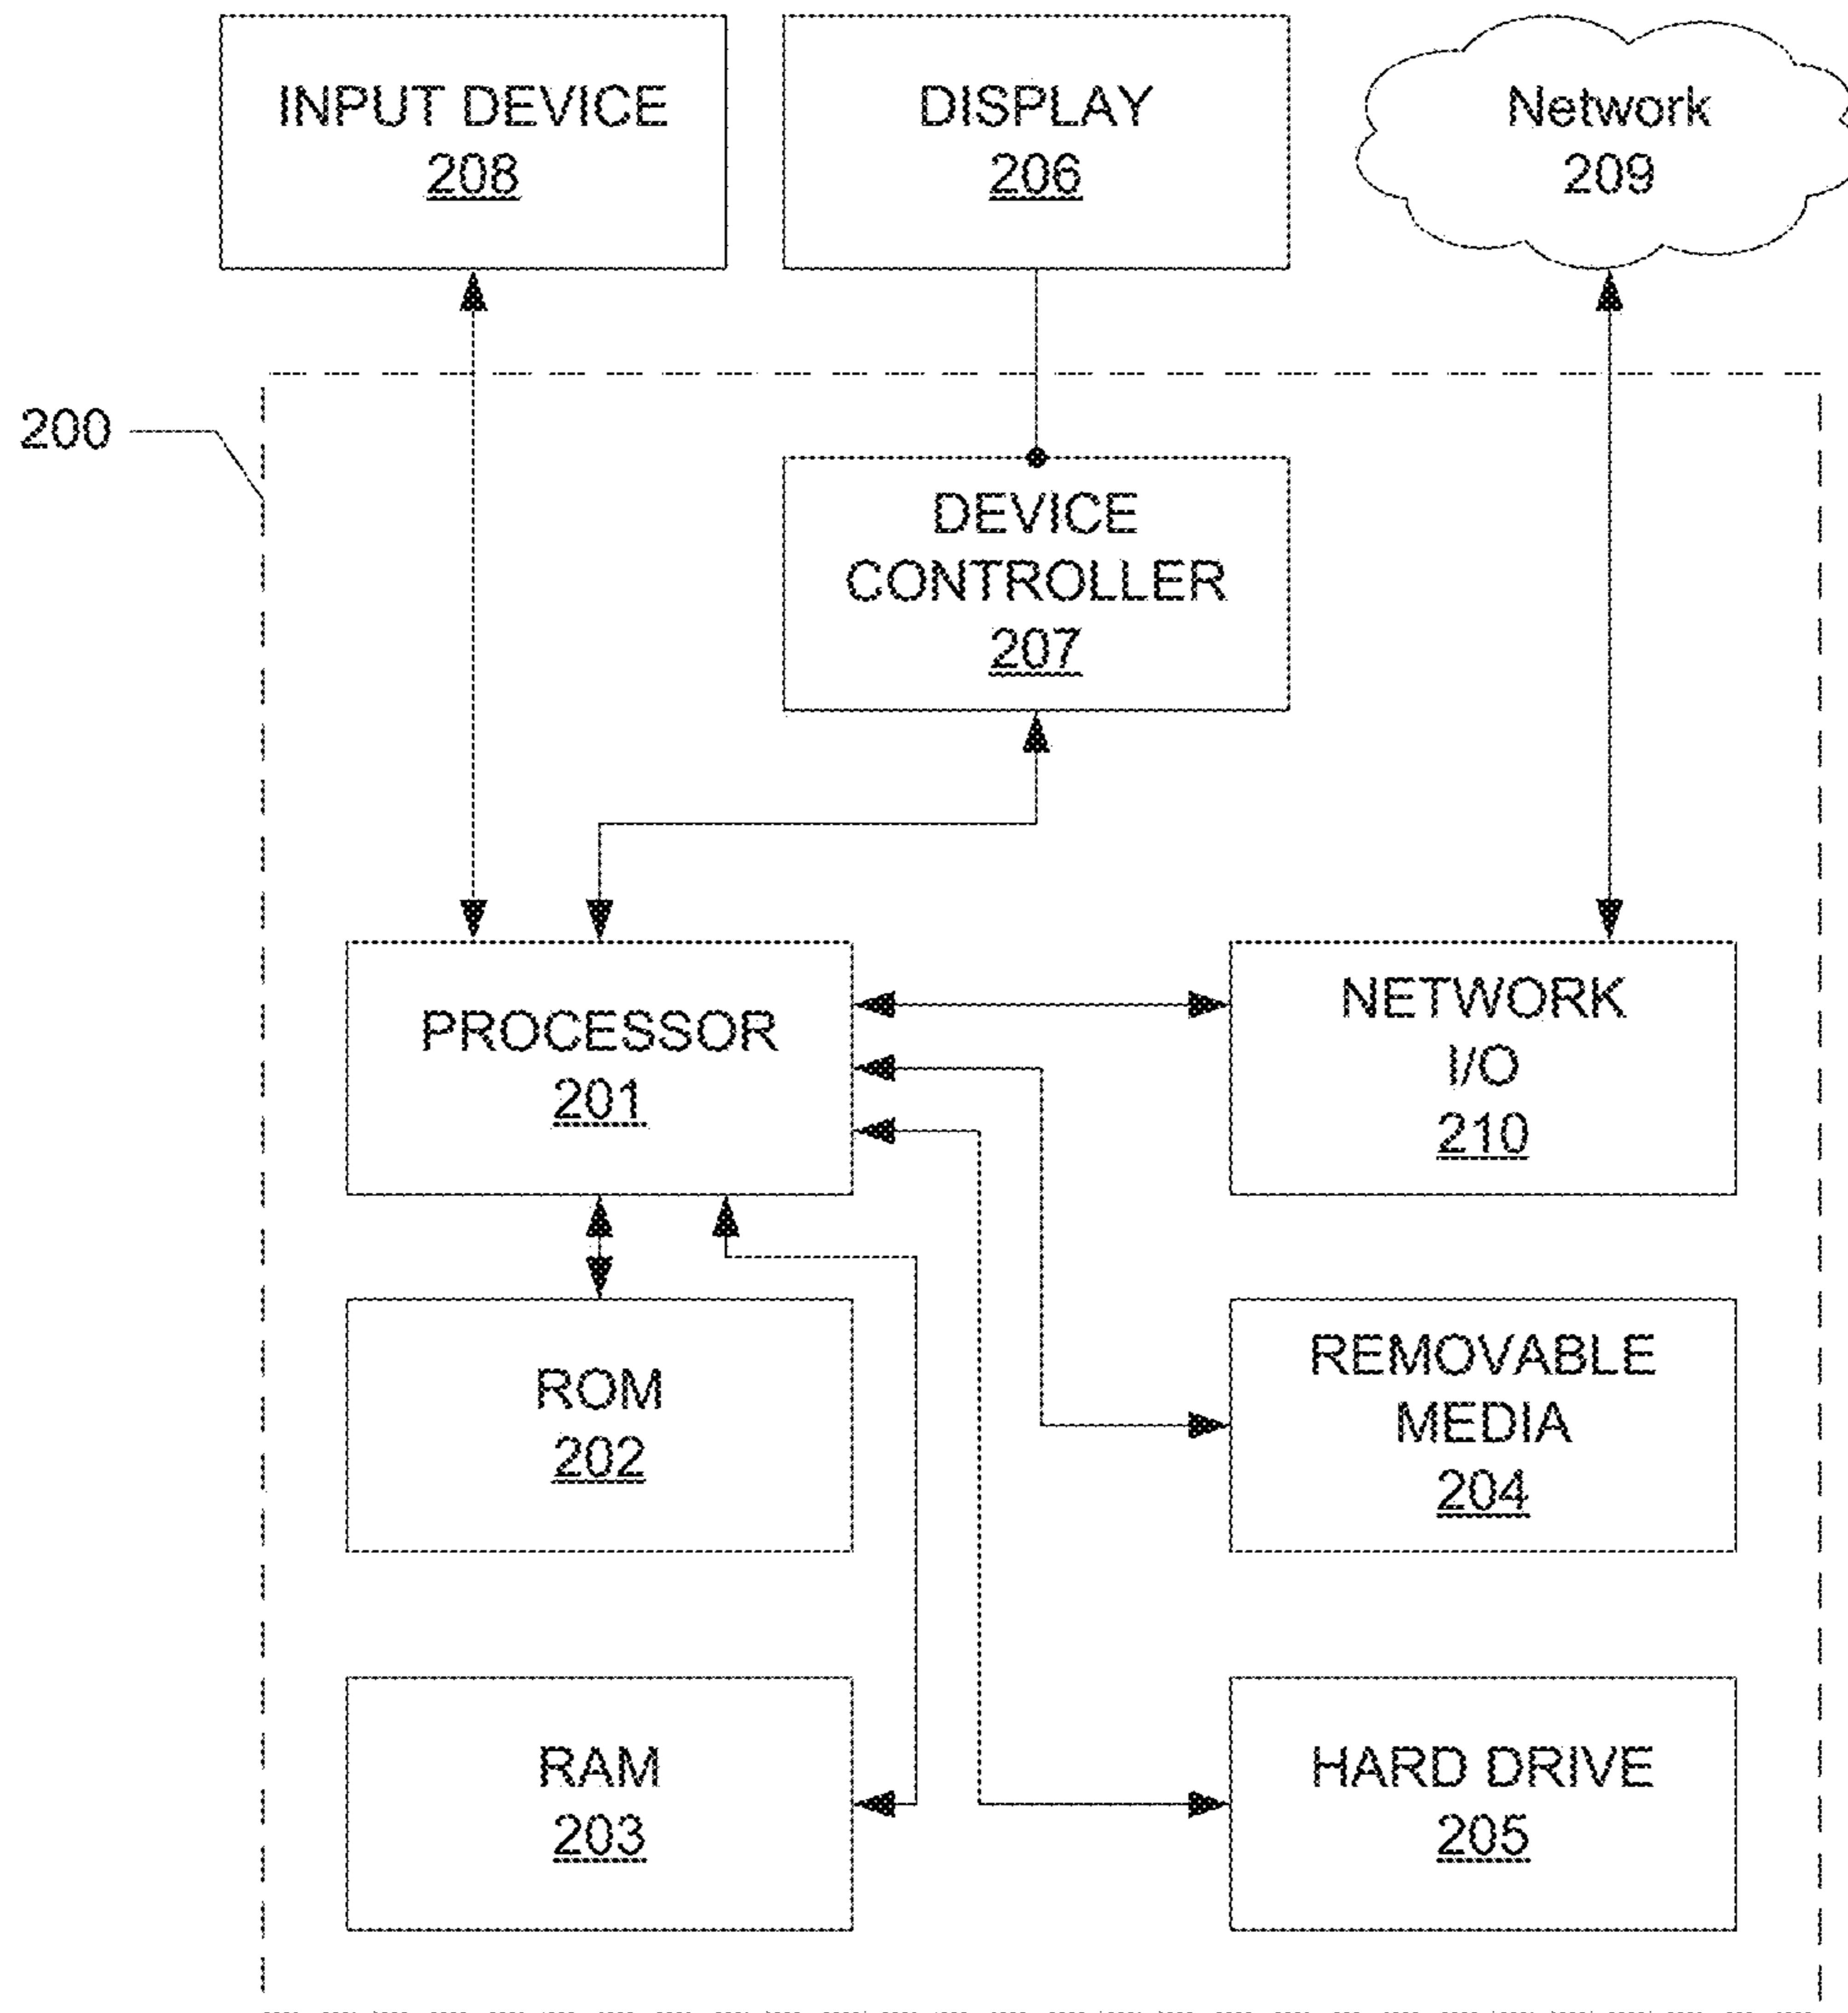 INPUT DEVICE
208
DISPLAY
206
Network
209
200
DEVICE
CONTROLLER
207
PROCESSOR
201
NETWORK
I/O
210
ROM
202
REMOVABLE
MEDIA
204
RAM
203
HARD DRIVE
205